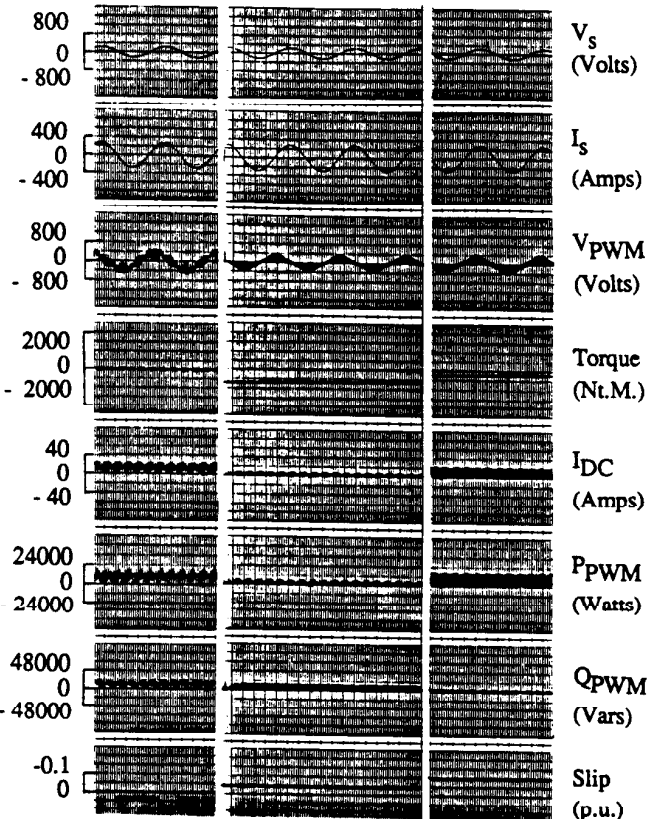 800
0
- 800
V_S
(Volts)
400
0
- 400
I_S
(Amps)
800
0
- 800
V_PWM
(Volts)
2000
0
- 2000
Torque
(Nt.M.)
40
0
- 40
I_DC
(Amps)
24000
0
24000
P_PWM
(Watts)
48000
0
- 48000
Q_PWM
(Vars)
-0.1
0
Slip
(p.u.)